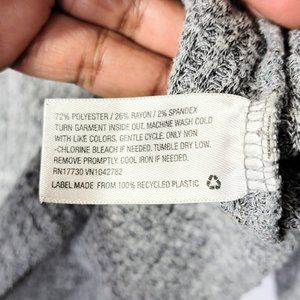 72% POLYESTER / 26% RAYON / 2% SPANDEX
TURN GARMENT INSIDE OUT. MACHINE WASH COLD
WITH LIKE COLORS. GENTLE CYCLE. ONLY NON
-CHLORINE BLEACH IF NEEDED. TUMBLE DRY LOW.
REMOVE PROMPTLY. COOL IRON IF NEEDED.
RN17730 VN1042782
LABEL MADE FROM 100% RECYCLED PLASTIC